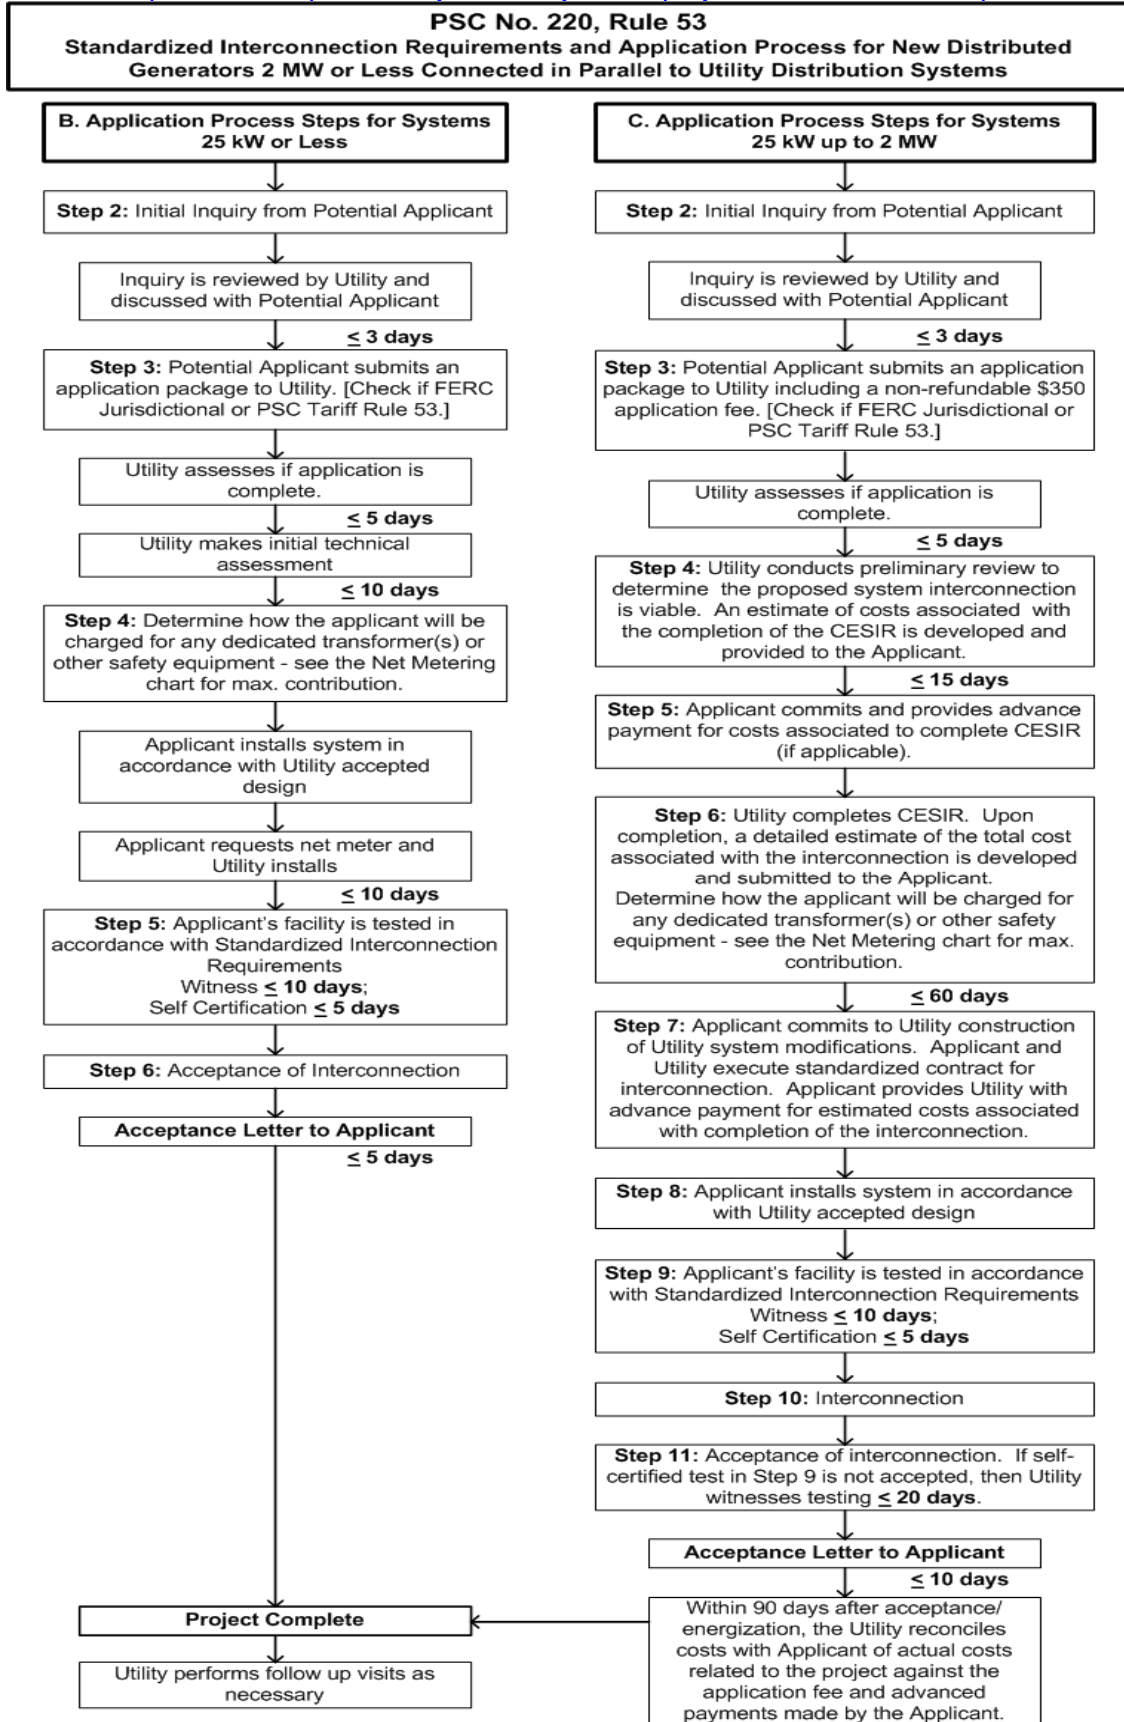 PSC No. 220, Rule 53
Standardized Interconnection Requirements and Application Process for New Distributed
Generators 2 MW or Less Connected in Parallel to Utility Distribution Systems
B. Application Process Steps for Systems
25 kW or Less
Step 2: Initial Inquiry from Potential Applicant
Inquiry is reviewed by Utility and
discussed with Potential Applicant
≤ 3 days
Step 3: Potential Applicant submits an
application package to Utility. [Check if FERC
Jurisdictional or PSC Tariff Rule 53.]
Utility assesses if application is
complete.
≤ 5 days
Utility makes initial technical
assessment
≤ 10 days
Step 4: Determine how the applicant will be
charged for any dedicated transformer(s) or
other safety equipment - see the Net Metering
chart for max. contribution.
Applicant installs system in
accordance with Utility accepted
design
Applicant requests net meter and
Utility installs
≤ 10 days
Step 5: Applicant's facility is tested in
accordance with Standardized Interconnection
Requirements
Witness ≤ 10 days;
Self Certification ≤ 5 days
Step 6: Acceptance of Interconnection
Acceptance Letter to Applicant
≤ 5 days
Project Complete
Utility performs follow up visits as
necessary
C. Application Process Steps for Systems
25 kW up to 2 MW
Step 2: Initial Inquiry from Potential Applicant
Inquiry is reviewed by Utility and
discussed with Potential Applicant
≤ 3 days
Step 3: Potential Applicant submits an application
package to Utility including a non-refundable $350
application fee. [Check if FERC Jurisdictional or
PSC Tariff Rule 53.]
Utility assesses if application is
complete.
≤ 5 days
Step 4: Utility conducts preliminary review to
determine the proposed system interconnection
is viable. An estimate of costs associated with
the completion of the CESIR is developed and
provided to the Applicant.
≤ 15 days
Step 5: Applicant commits and provides advance
payment for costs associated to complete CESIR
(if applicable).
Step 6: Utility completes CESIR. Upon
completion, a detailed estimate of the total cost
associated with the interconnection is developed
and submitted to the Applicant.
Determine how the applicant will be charged for
any dedicated transformer(s) or other safety
equipment - see the Net Metering chart for max.
contribution.
≤ 60 days
Step 7: Applicant commits to Utility construction
of Utility system modifications. Applicant and
Utility execute standardized contract for
interconnection. Applicant provides Utility with
advance payment for estimated costs associated
with completion of the interconnection.
Step 8: Applicant installs system in accordance
with Utility accepted design
Step 9: Applicant's facility is tested in accordance
with Standardized Interconnection Requirements
Witness ≤ 10 days;
Self Certification ≤ 5 days
Step 10: Interconnection
Step 11: Acceptance of interconnection. If self-
certified test in Step 9 is not accepted, then Utility
witnesses testing ≤ 20 days.
Acceptance Letter to Applicant
≤ 10 days
Within 90 days after acceptance/
energization, the Utility reconciles
costs with Applicant of actual costs
related to the project against the
application fee and advanced
payments made by the Applicant.